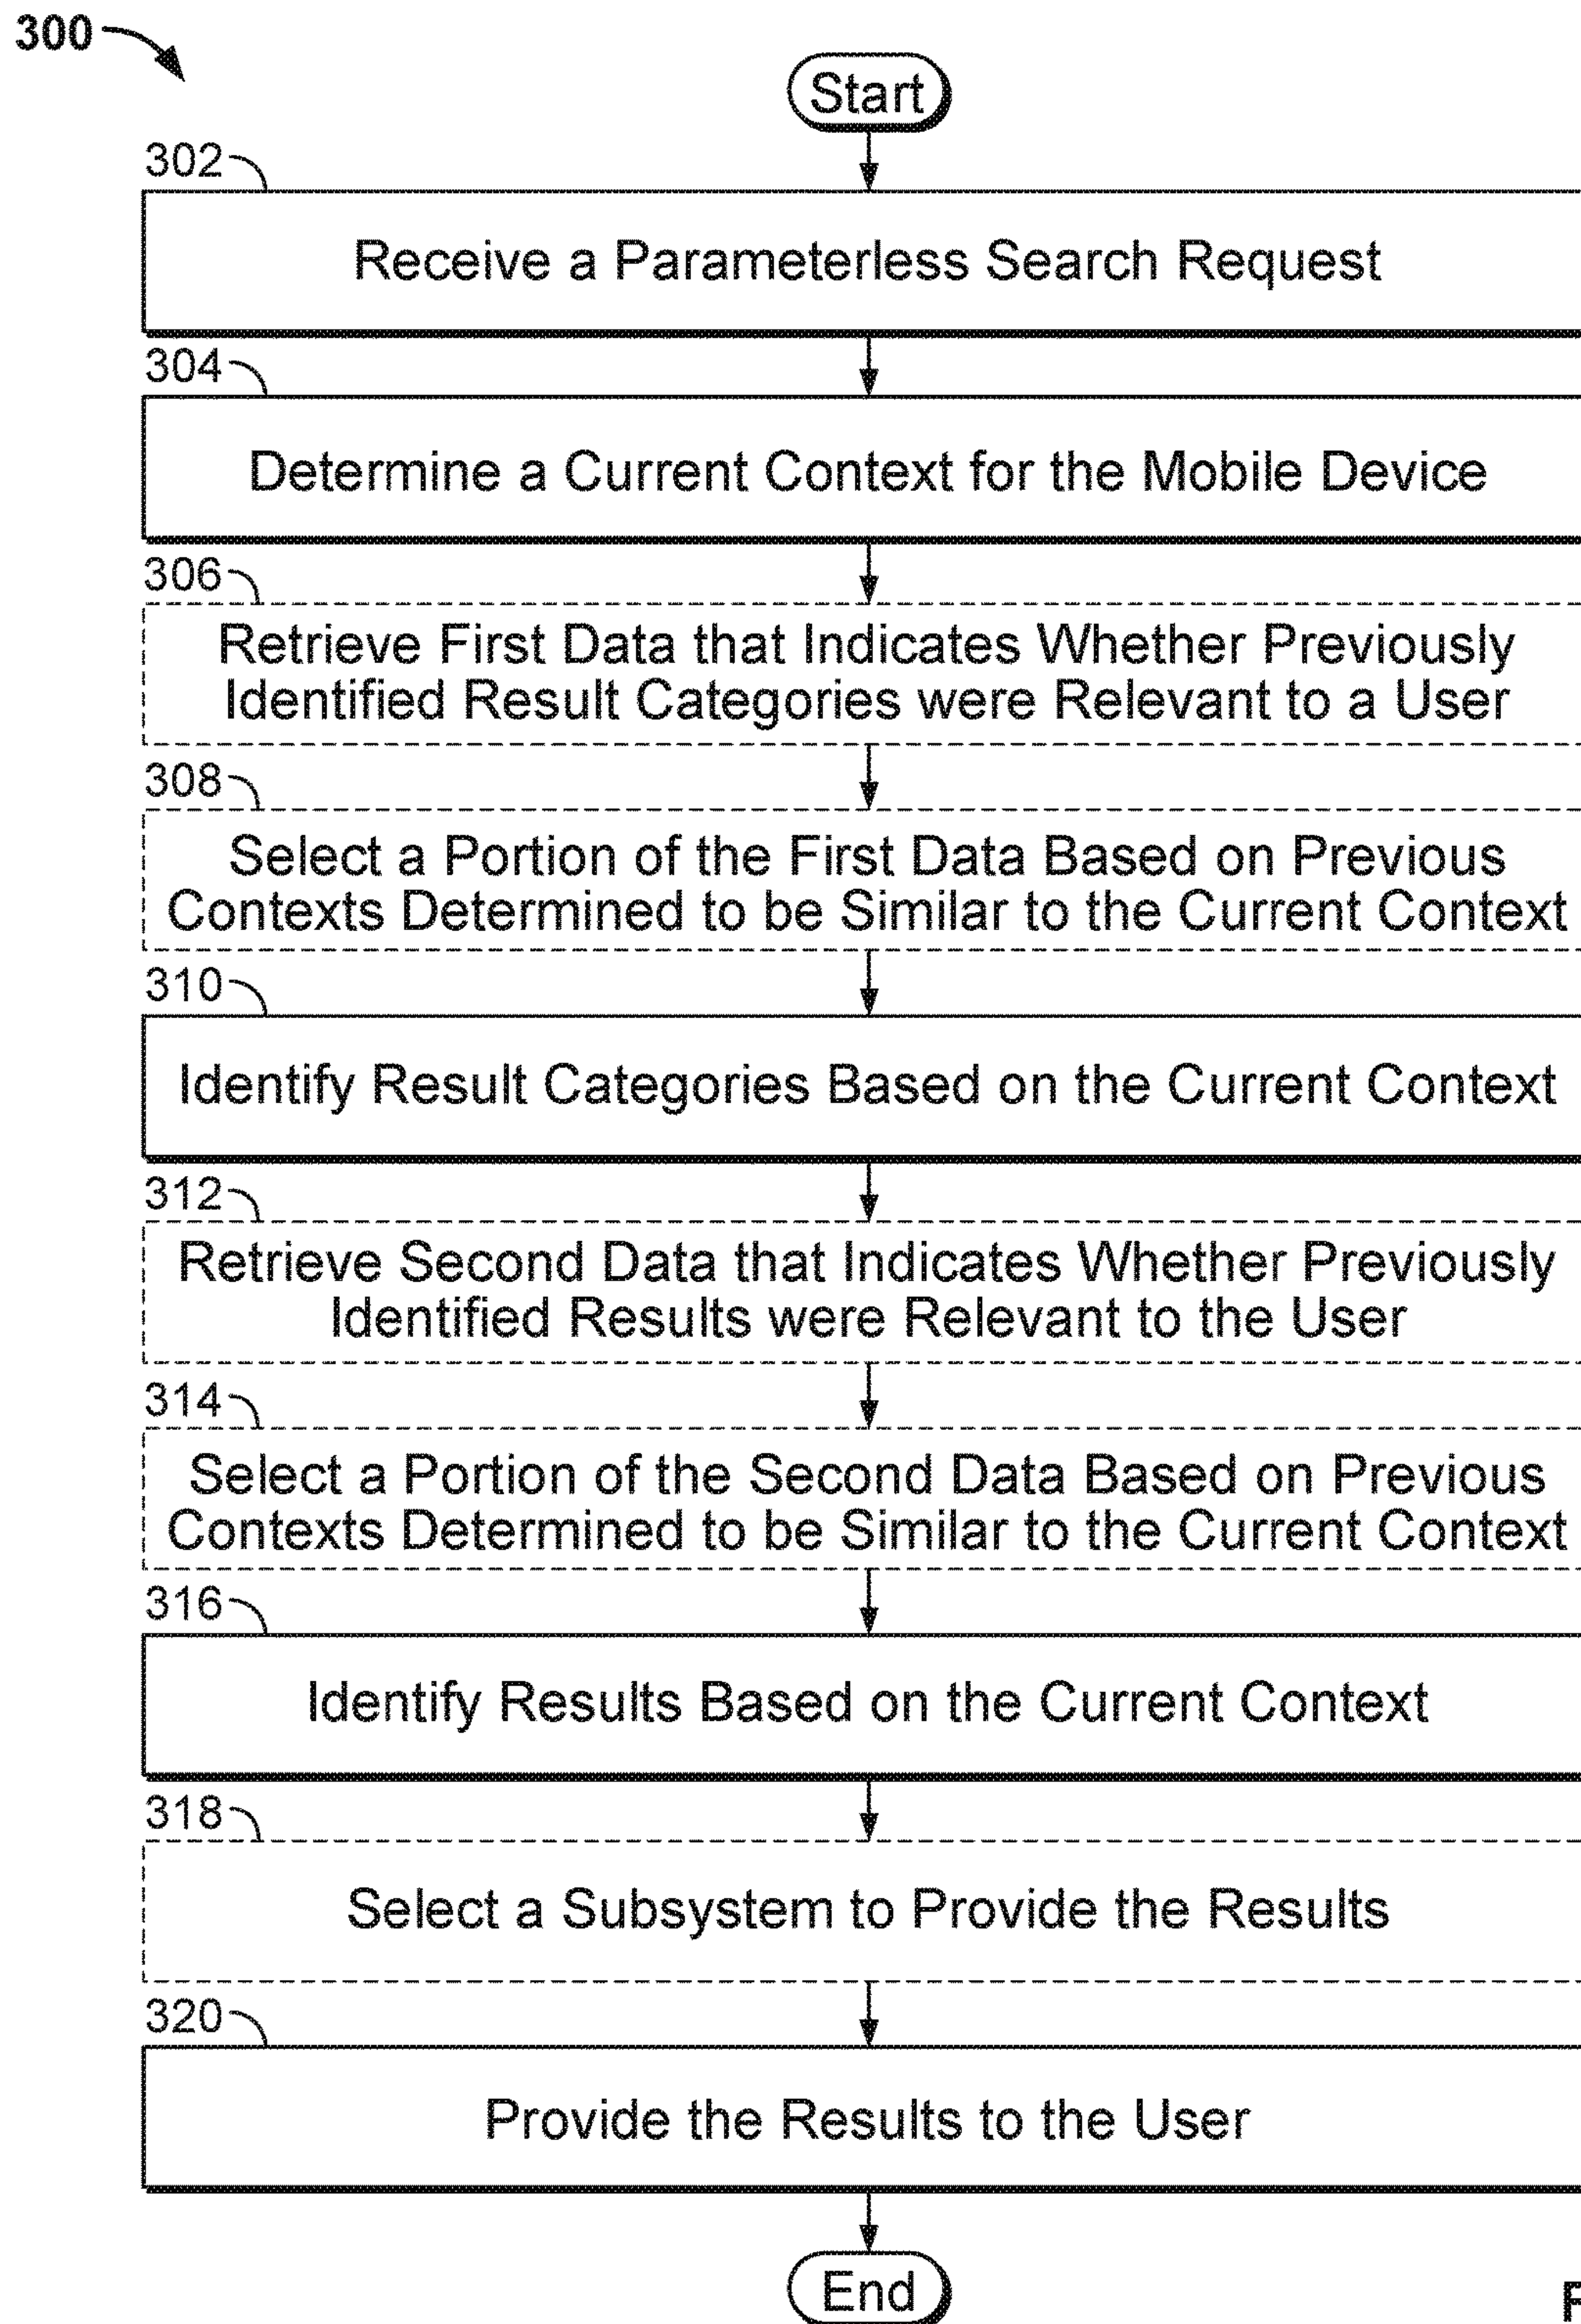 300
Start
302
Receive a Parameterless Search Request
304
Determine a Current Context for the Mobile Device
306
Retrieve First Data that Indicates Whether Previously
Identified Result Categories were Relevant to a User
308
Select a Portion of the First Data Based on Previous
Contexts Determined to be Similar to the Current Context
310
Identify Result Categories Based on the Current Context
312
Retrieve Second Data that Indicates Whether Previously
Identified Results were Relevant to the User
314
Select a Portion of the Second Data Based on Previous
Contexts Determined to be Similar to the Current Context
316
Identify Results Based on the Current Context
318
Select a Subsystem to Provide the Results
320
Provide the Results to the User
End